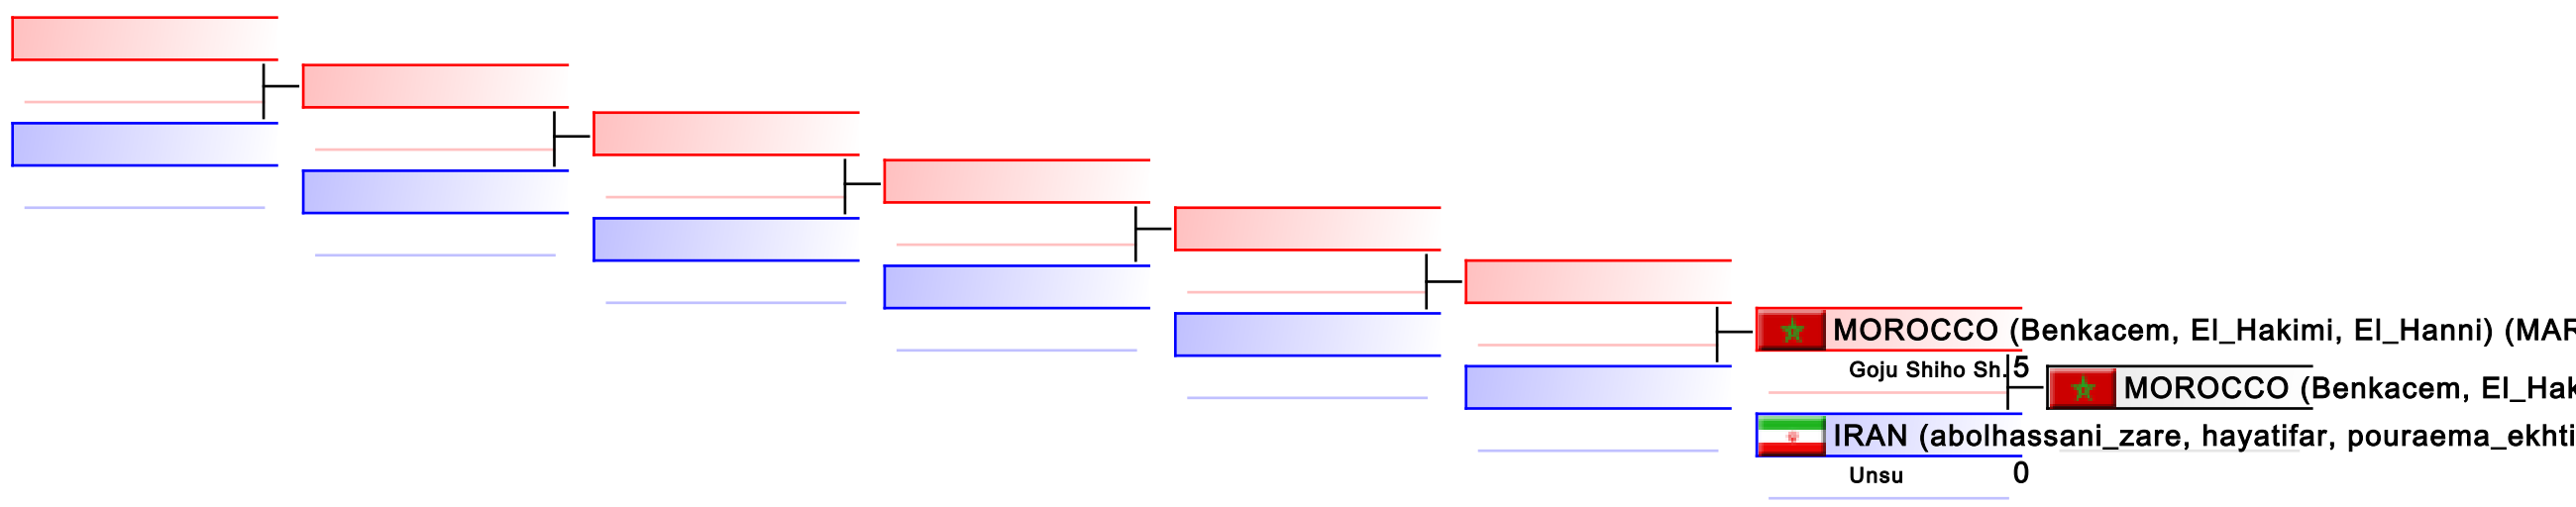 MOROCCO (Benkacem, El_Hakimi, El_Hanni) (MAR
Goju Shiho Sh. 5
MOROCCO (Benkacem, El_Hak
IRAN (abolhassani_zare, hayatifar, pouraema_ekhti
Unsu 0